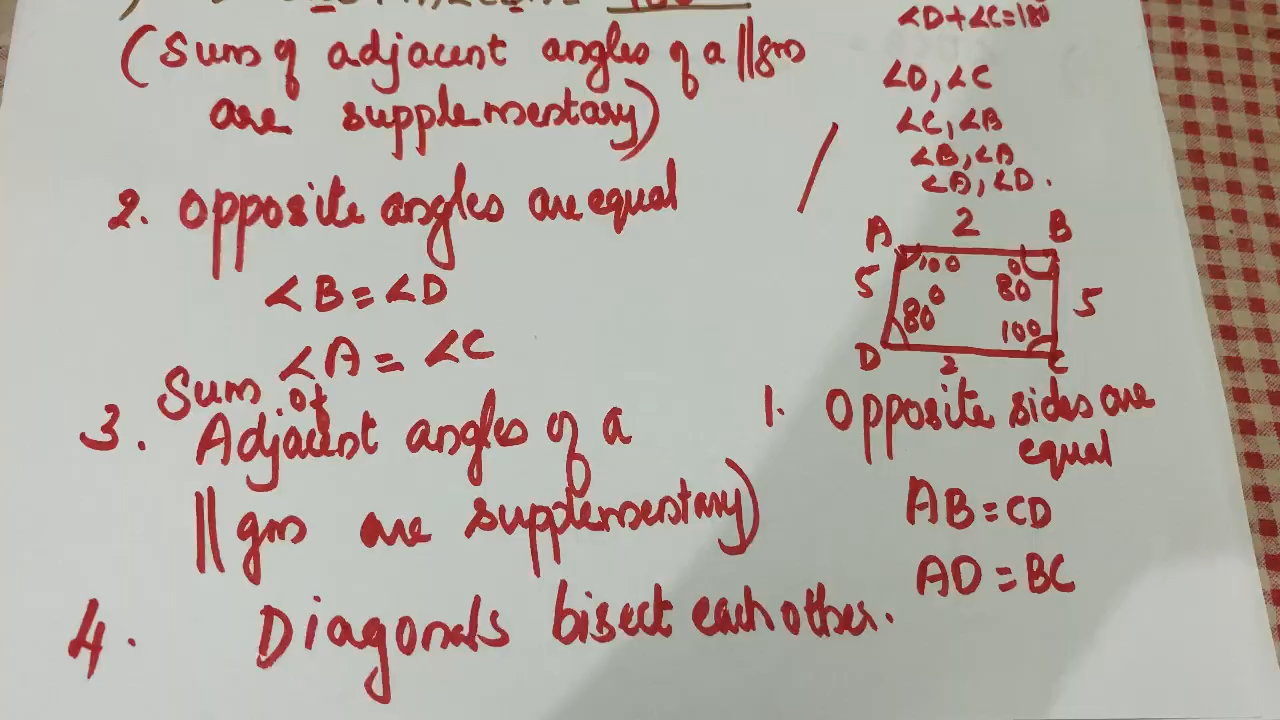 (Sum of adjacent angles of a ||gm
are supplementary)
2. Opposite angles are equal
∠B = ∠D
∠A = ∠C
3. Sum of
Adjacent angles of a
||gm are supplementary)
4. Diagonals bisect each other.
∠D+∠C=180
∠D, ∠C
∠C, ∠B
∠B, ∠A
∠A, ∠D.
A 2 B
100 80°
5 5
80° 100
D 2 C
1. Opposite sides are
equal
AB = CD
AD = BC